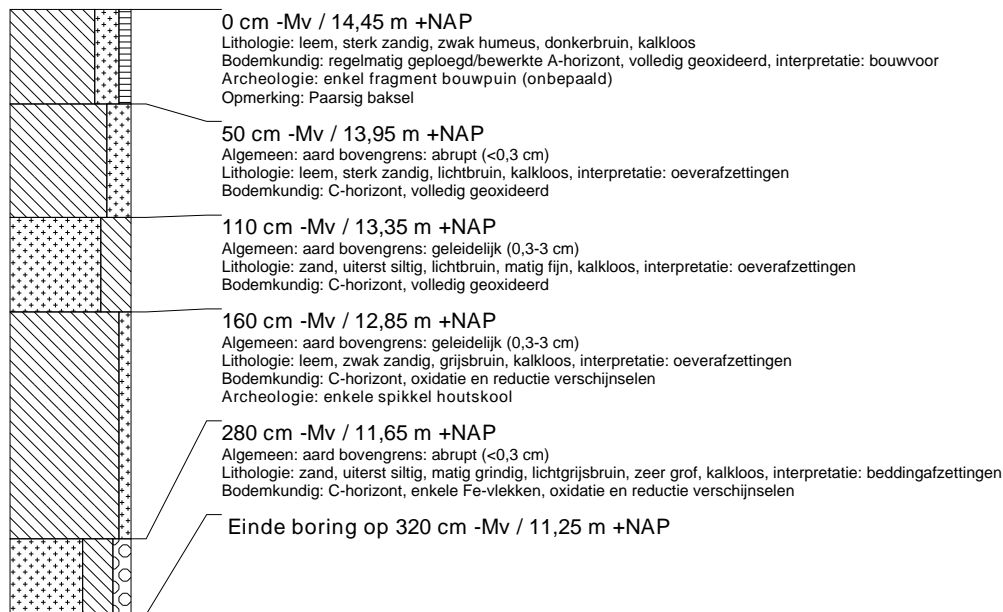 0 cm -Mv / 14,45 m +NAP
Lithologie: leem, sterk zandig, zwak humeus, donkerbruin, kalkloos
Bodemkundig: regelmatig geploegd/bewerkte A-horizont, volledig geoxideerd, interpretatie: bouwvoor
Archeologie: enkel fragment bouwpuin (onbepaald)
Opmerking: Paarsig baksel
50 cm -Mv / 13,95 m +NAP
Algemeen: aard bovengrens: abrupt (<0,3 cm)
Lithologie: leem, sterk zandig, lichtbruin, kalkloos, interpretatie: oeverafzettingen
Bodemkundig: C-horizont, volledig geoxideerd
110 cm -Mv / 13,35 m +NAP
Algemeen: aard bovengrens: geleidelijk (0,3-3 cm)
Lithologie: zand, uiterst siltig, lichtbruin, matig fijn, kalkloos, interpretatie: oeverafzettingen
Bodemkundig: C-horizont, volledig geoxideerd
160 cm -Mv / 12,85 m +NAP
Algemeen: aard bovengrens: geleidelijk (0,3-3 cm)
Lithologie: leem, zwak zandig, grijsbruin, kalkloos, interpretatie: oeverafzettingen
Bodemkundig: C-horizont, oxidatie en reductie verschijnselen
Archeologie: enkele spikkel houtskool
280 cm -Mv / 11,65 m +NAP
Algemeen: aard bovengrens: abrupt (<0,3 cm)
Lithologie: zand, uiterst siltig, matig grindig, lichtgrijsbruin, zeer grof, kalkloos, interpretatie: beddingafzettingen
Bodemkundig: C-horizont, enkele Fe-vlekken, oxidatie en reductie verschijnselen
Einde boring op 320 cm -Mv / 11,25 m +NAP